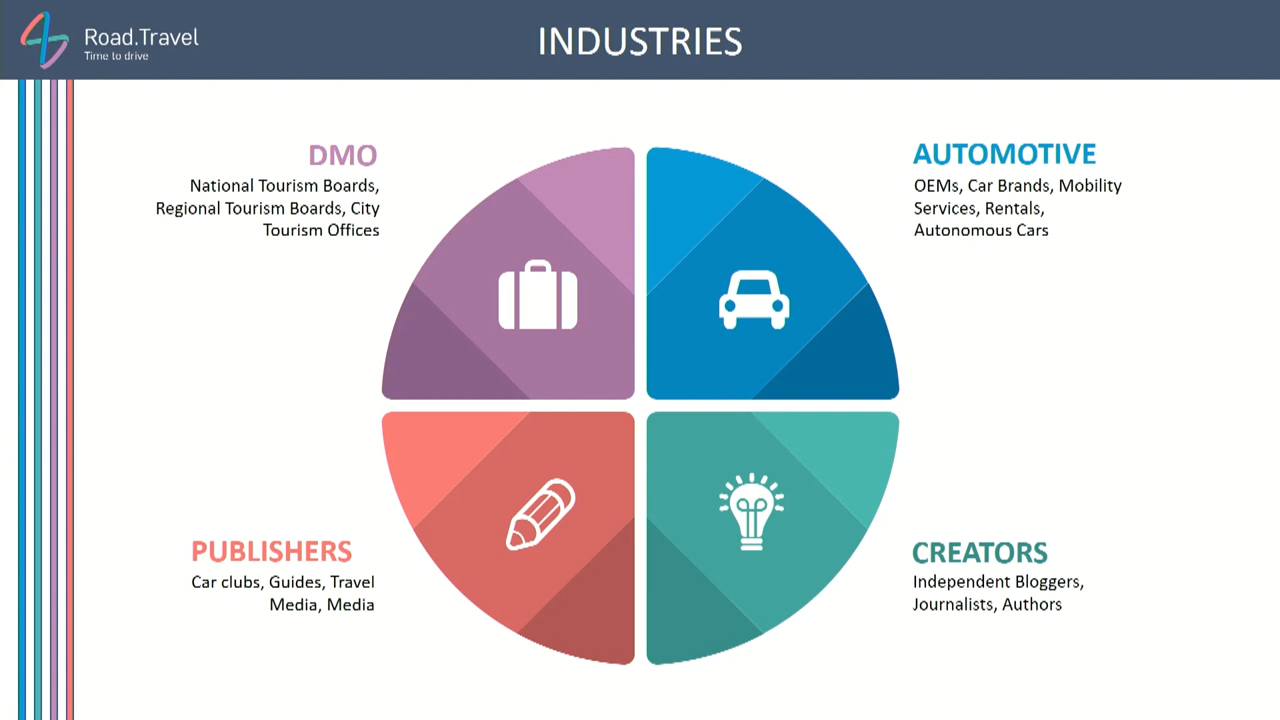 Road.Travel
Time to drive
INDUSTRIES
DMO
National Tourism Boards,
Regional Tourism Boards, City
Tourism Offices
AUTOMOTIVE
OEMs, Car Brands, Mobility
Services, Rentals,
Autonomous Cars
PUBLISHERS
Car clubs, Guides, Travel
Media, Media
CREATORS
Independent Bloggers,
Journalists, Authors